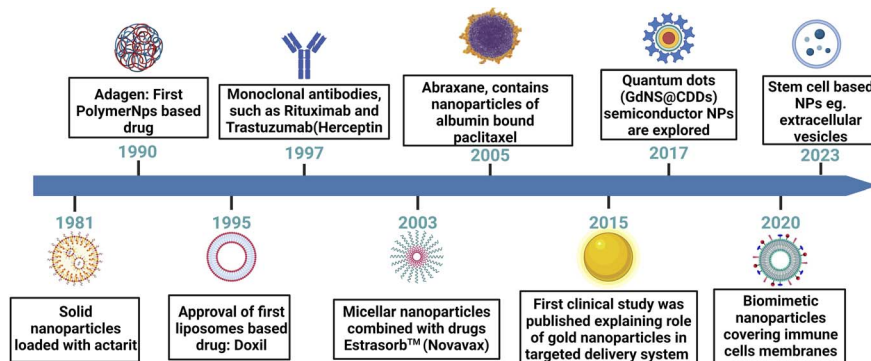 Adagen: First
PolymerNps based
drug
1990
Monoclonal antibodies,
such as Rituximab and
Trastuzumab(Herceptin
1997
Abraxane, contains
nanoparticles of
albumin bound
paclitaxel
2005
Quantum dots
(GdNS@CDDs)
semiconductor NPs
are explored
2017
Stem cell based
NPs eg.
extracellular
vesicles
2023
1981
Solid
nanoparticles
loaded with actarit
1995
Approval of first
liposomes based
drug: Doxil
2003
Micellar nanoparticles
combined with drugs
Estrasorb™ (Novavax)
2015
First clinical study was
published explaining role
of gold nanoparticles in
targeted delivery system
2020
Biomimetic
nanoparticles
covering immune
cells membranes